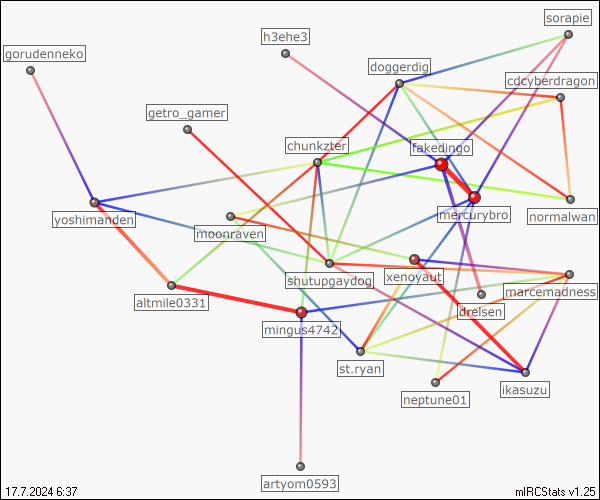 sorapie
h3ehe3
gorudenneko
doggerdig
cdcyberdragon
getro_gamer
chunkzter
fakedingo
yoshimanden
mercurybro
normalwan
moonraven
shutupgaydog
xenoyaut
marcemadness
altmile0331
drelsen
mingus4742
st.ryan
ikasuzu
neptune01
artyom0593
17.7.2024 6:37
mIRCStats v1.25